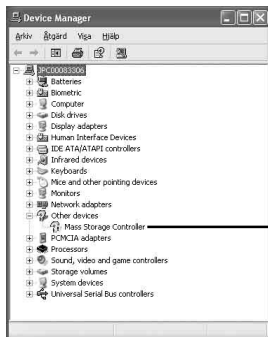 Device Manager
Arkiv Åtgärd Visa Hjälp
JPC00083306
Batteries
Biometric
Computer
Disk drives
Display adapters
Human Interface Devices
IDE ATA/ATAPI controllers
Infrared devices
Keyboards
Mice and other pointing devices
Monitors
Network adapters
Other devices
Mass Storage Controller
PCMCIA adapters
Processors
Sound, video and game controllers
Storage volumes
System devices
Universal Serial Bus controllers